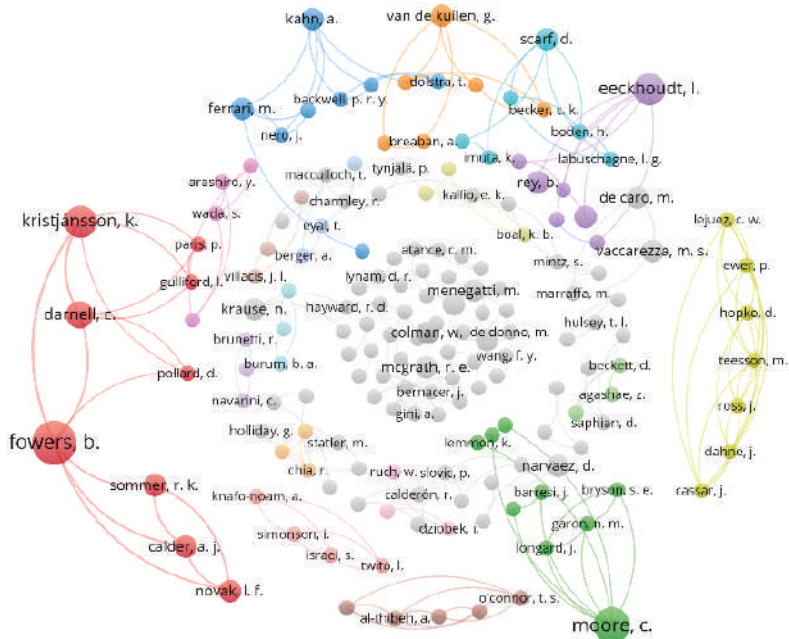 kahn, a.
van de kuilen, g.
scarf, d.
dolstra, t.
eeckhoudt, l.
backwell, p. r. y.
ferrari, m.
becker, t. k.
nero, j.
breaban, a.
boden, h.
imuta, k.
labuschagne, l. g.
tynjälä, p.
macculloch, t.
arashiro, y.
rey, b.
kallio, e. k.
de caro, m.
charmley, r.
wada, s.
kristjánsson, k.
lejuez, c. w.
eyal, t.
boal, k. b.
paris, p.
berger, a.
atance, c. m.
vaccarezza, m. s.
mintz, s.
ewer, p.
villacis, j. l.
lynam, d. r.
guilford, l.
menegatti, m.
marraffa, m.
krause, n.
hayward, r. d.
darnell, c.
hopko, d.
hulsey, t. l.
brunetti, r.
colman, w.
de donno, m.
wang, f. y.
burum, b. a.
teesson, m.
mcgrath, r. e.
beckett, d.
pollard, d.
bernacer, j.
agashae, z.
navarini, c.
gini, a.
ross, j.
saphian, d.
holliday, g.
fowers, b.
statler, m.
lemmon, k.
dahne, j.
chia, r.
ruch, w.
slovic, p.
narvaez, d.
sommer, r. k.
cassar, j.
knafo-noam, a.
calderón, r.
barresi, j.
bryson, s. e.
dziobek, i.
garon, n. m.
simonson, i.
calder, a. j.
longard, j.
israel, s.
twito, l.
novak, l. f.
o'connor, t. s.
al-thibeh, a.
moore, c.